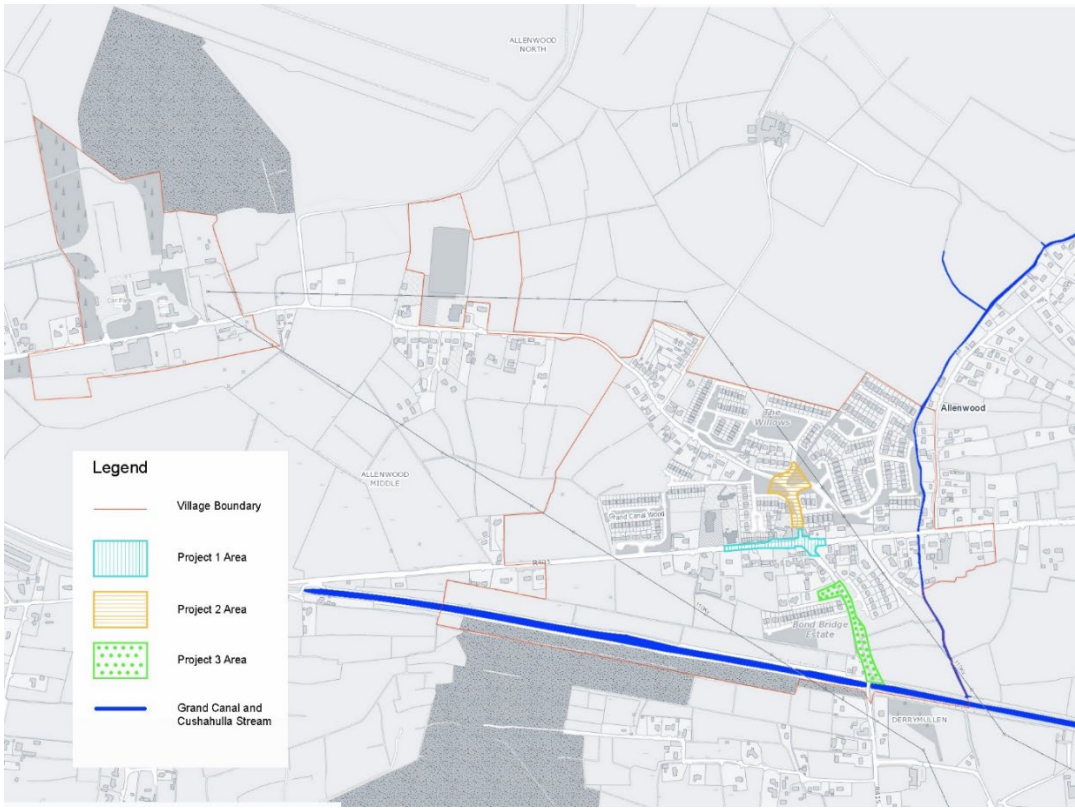 ALLENWOOD
NORTH
Car Park
The
Willows
Allenwood
ALLENWOOD
MIDDLE
Grand Canal Wood
R403
Bond Bridge
Estate
DERRYMULLEN
Legend
Village Boundary
Project 1 Area
Project 2 Area
Project 3 Area
Grand Canal and
Cushahulla Stream